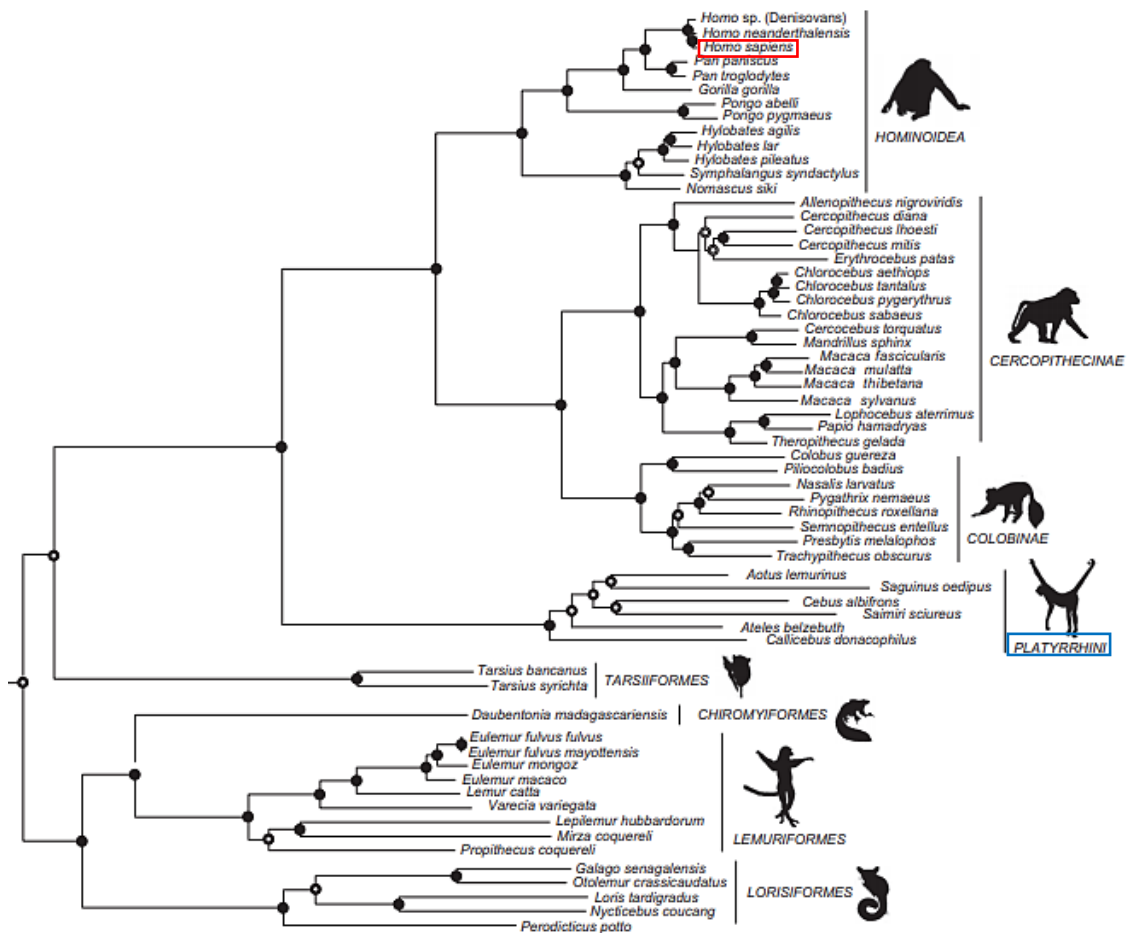 Homo sp. (Denisovans)
Homo neanderthalensis
Homo sapiens
Pan paniscus
Pan troglodytes
Gorilla gorilla
Pongo abelli
Pongo pygmaeus
Hylobates agilis
Hylobates lar
Hylobates pileatus
Symphalangus syndactylus
Nomascus siki
HOMINOIDEA
Allenopithecus nigroviridis
Cercopithecus diana
Cercopithecus lhoesti
Cercopithecus mitis
Erythrocebus patas
Chlorocebus aethiops
Chlorocebus tantalus
Chlorocebus pygerythrus
Chlorocebus sabaeus
Cercocebus torquatus
Mandrillus sphinx
Macaca fascicularis
Macaca mulatta
Macaca thibetana
Macaca sylvanus
Lophocebus aterrimus
Papio hamadryas
Theropithecus gelada
CERCOPITHECINAE
Colobus guereza
Piliocolobus badius
Nasalis larvatus
Pygathrix nemaeus
Rhinopithecus roxellana
Semnopithecus entellus
Presbytis melalophos
Trachypithecus obscurus
COLOBINAE
Aotus lemurinus
Saguinus oedipus
Cebus albifrons
Saimiri sciureus
Ateles belzebuth
Callicebus donacophilus
PLATYRRHINI
Tarsius bancanus
Tarsius syrichta
TARSIIFORMES
Daubentonia madagascariensis
CHIROMYIFORMES
Eulemur fulvus fulvus
Eulemur fulvus mayottensis
Eulemur mongoz
Eulemur macaco
Lemur catta
Varecia variegata
Lepilemur hubbardorum
Mirza coquereli
Propithecus coquereli
LEMURIFORMES
Galago senagalensis
Otolemur crassicaudatus
Loris tardigradus
Nycticebus coucang
Perodicticus potto
LORISIFORMES